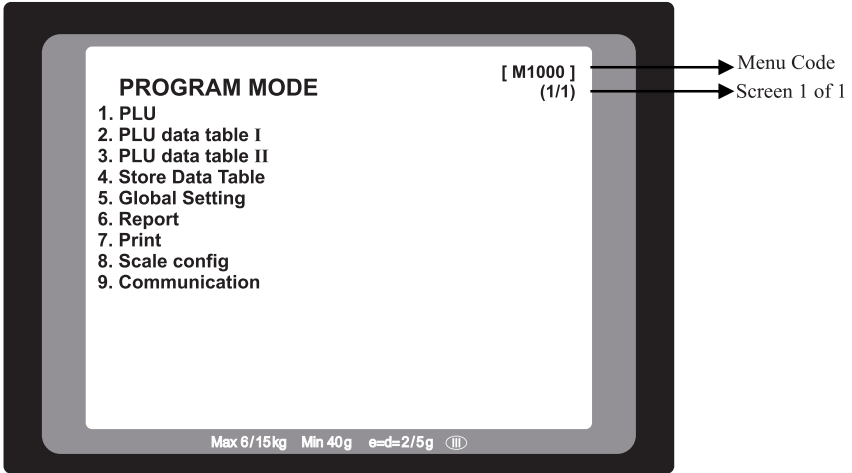 PROGRAM MODE
[ M1000 ]
(1/1)
Menu Code
Screen 1 of 1
1. PLU
2. PLU data table I
3. PLU data table II
4. Store Data Table
5. Global Setting
6. Report
7. Print
8. Scale config
9. Communication
Max 6/15kg Min 40g e=d=2/5g III